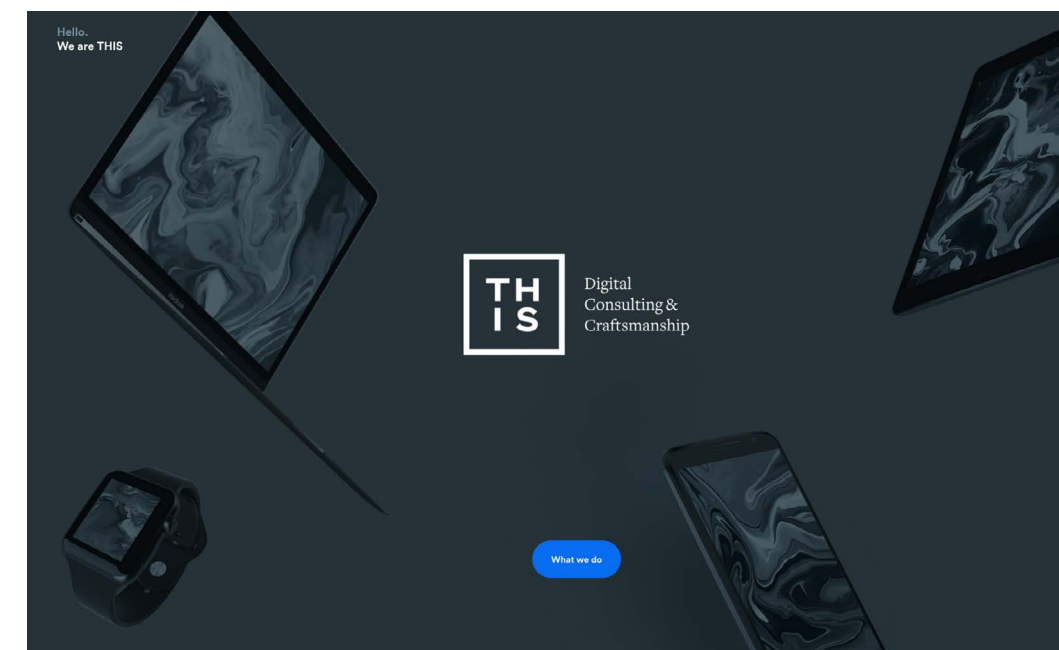 Hello.
We are THIS
TH
IS
Digital
Consulting &
Craftsmanship
What we do